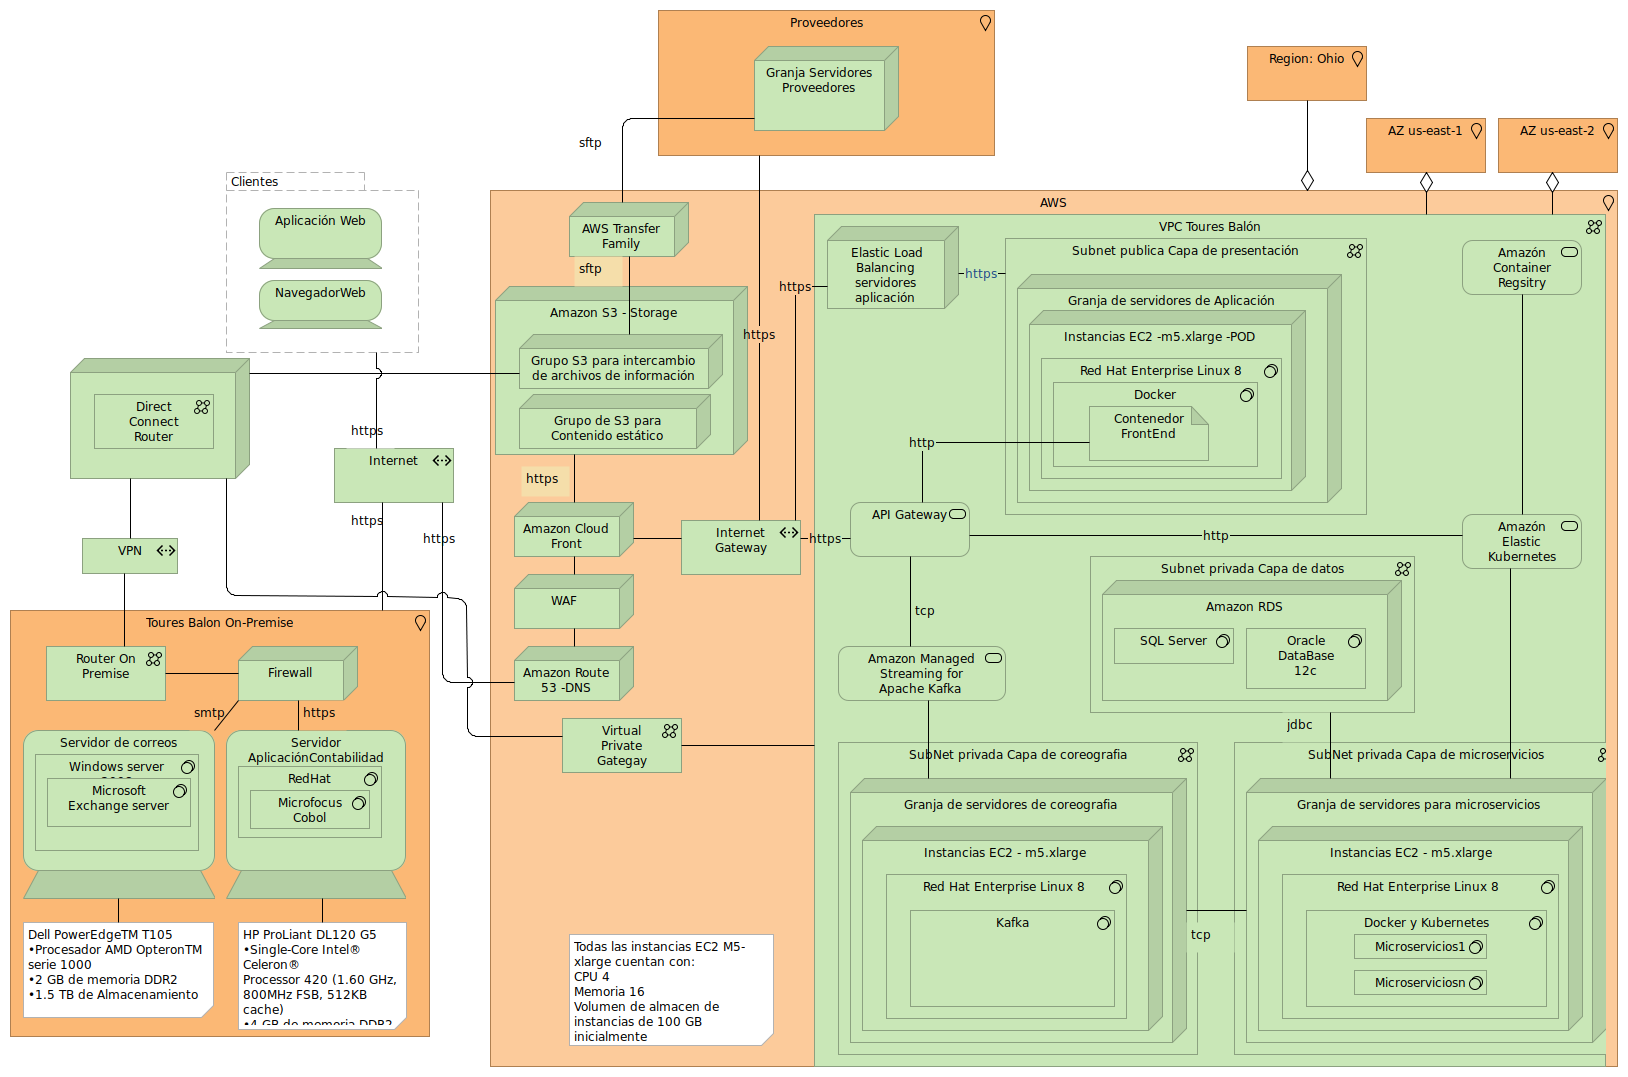 Proveedores
Granja Servidores
Proveedores
sftp
Region: Ohio
AZ us-east-1
AZ us-east-2
Clientes
Aplicación Web
NavegadorWeb
AWS
AWS Transfer
Family
sftp
Amazon S3 - Storage
Grupo S3 para intercambio
de archivos de información
Grupo de S3 para
Contenido estático
https
https
https
VPC Toures Balón
Elastic Load
Balancing
servidores
aplicación
https
Subnet publica Capa de presentación
Granja de servidores de Aplicación
Instancias EC2 -m5.xlarge -POD
Red Hat Enterprise Linux 8
Docker
Contenedor
FrontEnd
Amazón
Container
Regsitry
http
Direct
Connect
Router
https
Internet
https
https
VPN
Amazon Cloud
Front
Internet
Gateway
https
API Gateway
http
Amazón
Elastic
Kubernetes
WAF
Amazon Route
53 -DNS
Virtual
Private
Gategay
tcp
Amazon Managed
Streaming for
Apache Kafka
Subnet privada Capa de datos
Amazon RDS
SQL Server
Oracle
DataBase
12c
jdbc
Toures Balon On-Premise
Router On
Premise
Firewall
smtp
https
Servidor de correos
Windows server
Microsoft
Exchange server
Servidor
AplicaciónContabilidad
RedHat
Microfocus
Cobol
Dell PowerEdgeTM T105
•Procesador AMD OpteronTM
serie 1000
•2 GB de memoria DDR2
•1.5 TB de Almacenamiento
HP ProLiant DL120 G5
•Single-Core Intel®
Celeron®
Processor 420 (1.60 GHz,
800MHz FSB, 512KB
cache)
•4 GB de memoria DDR2
Todas las instancias EC2 M5-
xlarge cuentan con:
CPU 4
Memoria 16
Volumen de almacen de
instancias de 100 GB
inicialmente
SubNet privada Capa de coreografia
Granja de servidores de coreografia
Instancias EC2 - m5.xlarge
Red Hat Enterprise Linux 8
Kafka
tcp
SubNet privada Capa de microservicios
Granja de servidores para microservicios
Instancias EC2 - m5.xlarge
Red Hat Enterprise Linux 8
Docker y Kubernetes
Microservicios1
Microserviciosn